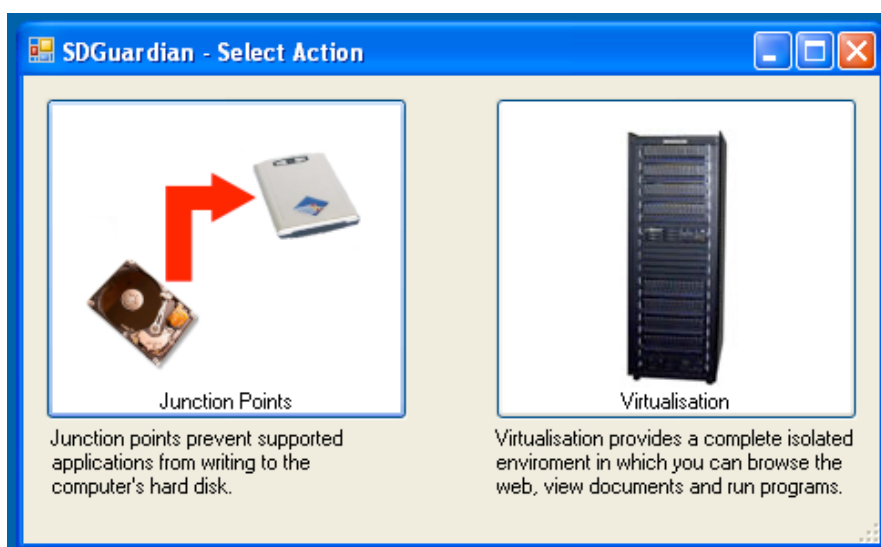 SDGuardian - Select Action
Junction Points
Junction points prevent supported
applications from writing to the
computer's hard disk.
Virtualisation
Virtualisation provides a complete isolated
enviroment in which you can browse the
web, view documents and run programs.